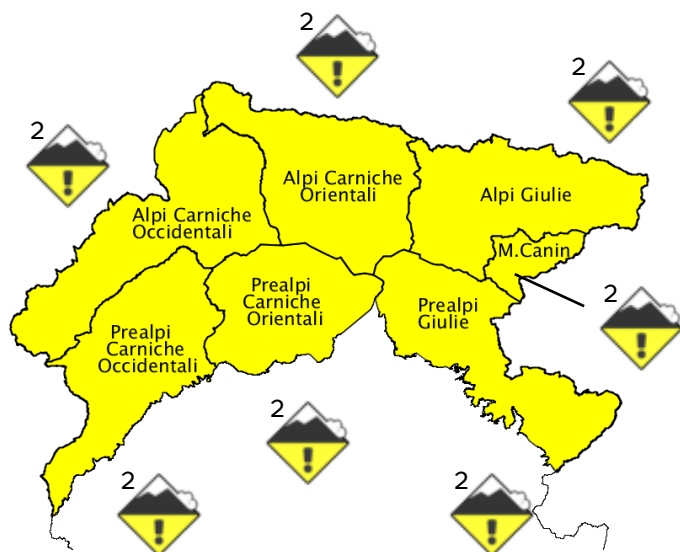 2
2
2
Alpi Carniche
Orientali
Alpi Giulie
Alpi Carniche
Occidentali
M.Canin
Prealpi
Carniche
Orientali
Prealpi
Giulie
2
Prealpi
Carniche
Occidentali
2
2
2